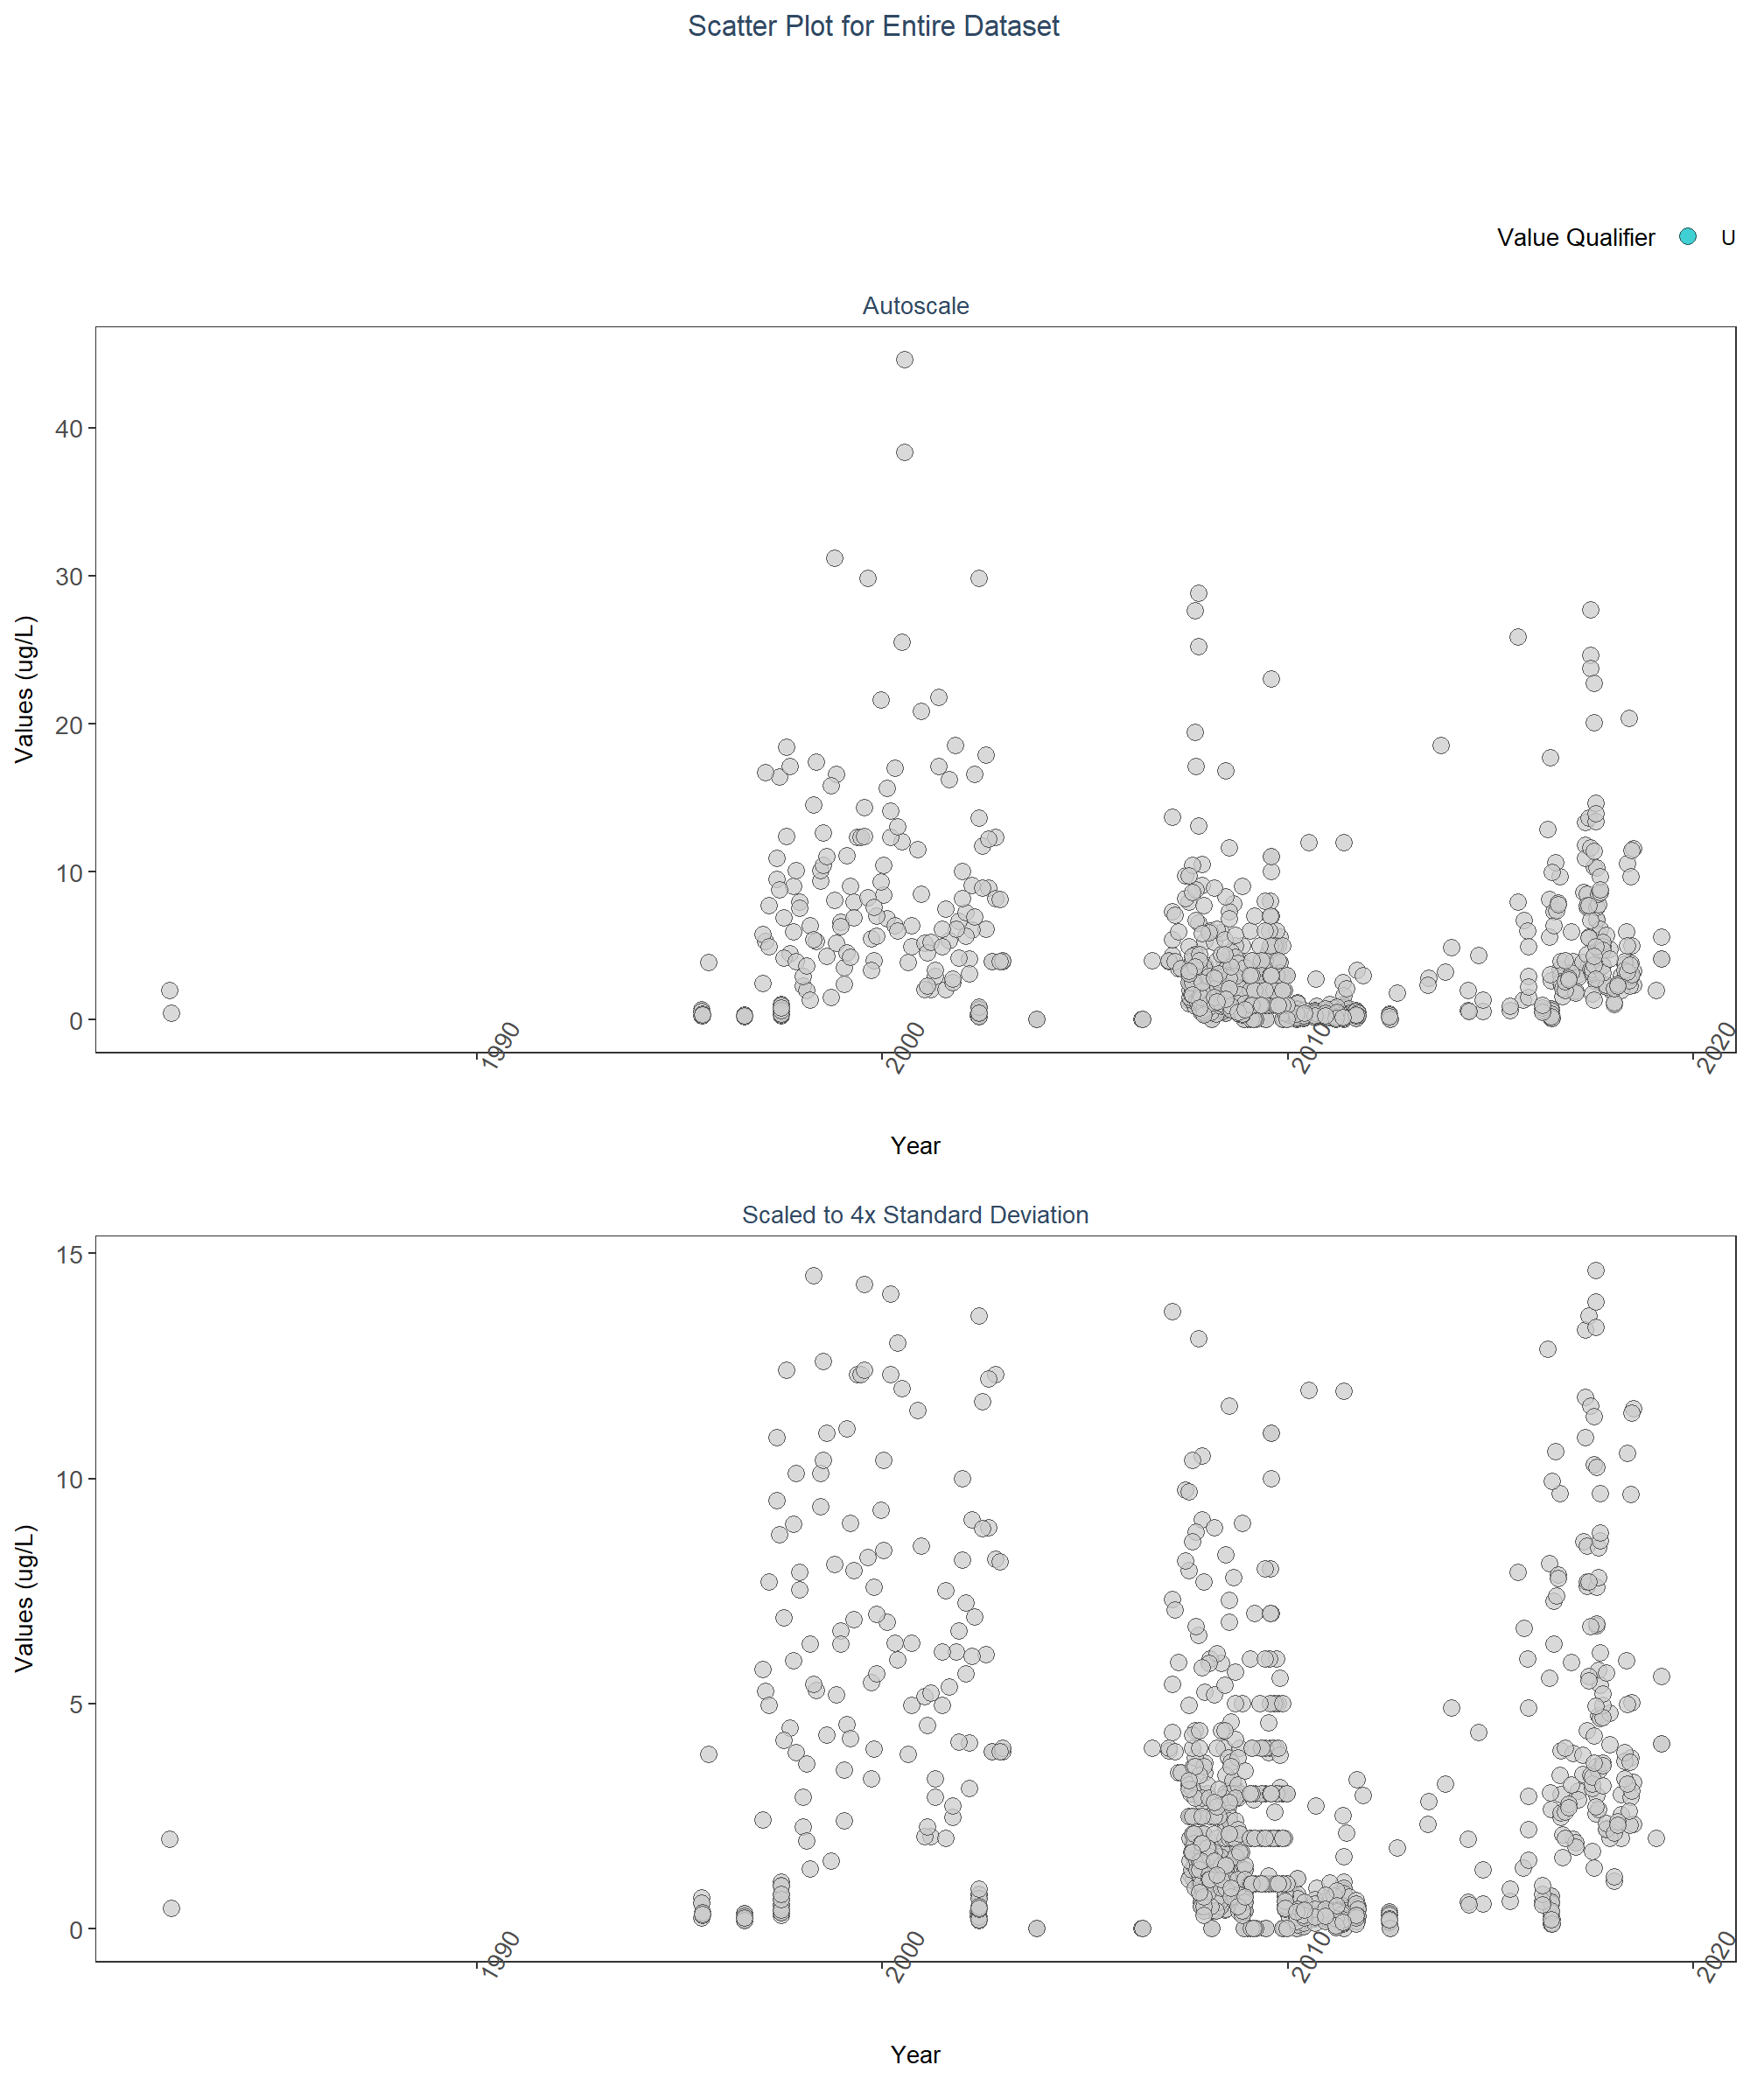 Scatter Plot for Entire Dataset
Value Qualifier U
Autoscale
Values (ug/L)
40
30
20
10
0
1990 2000 2010 2020
Year
Scaled to 4x Standard Deviation
Values (ug/L)
15
10
5
0
1990 2000 2010 2020
Year